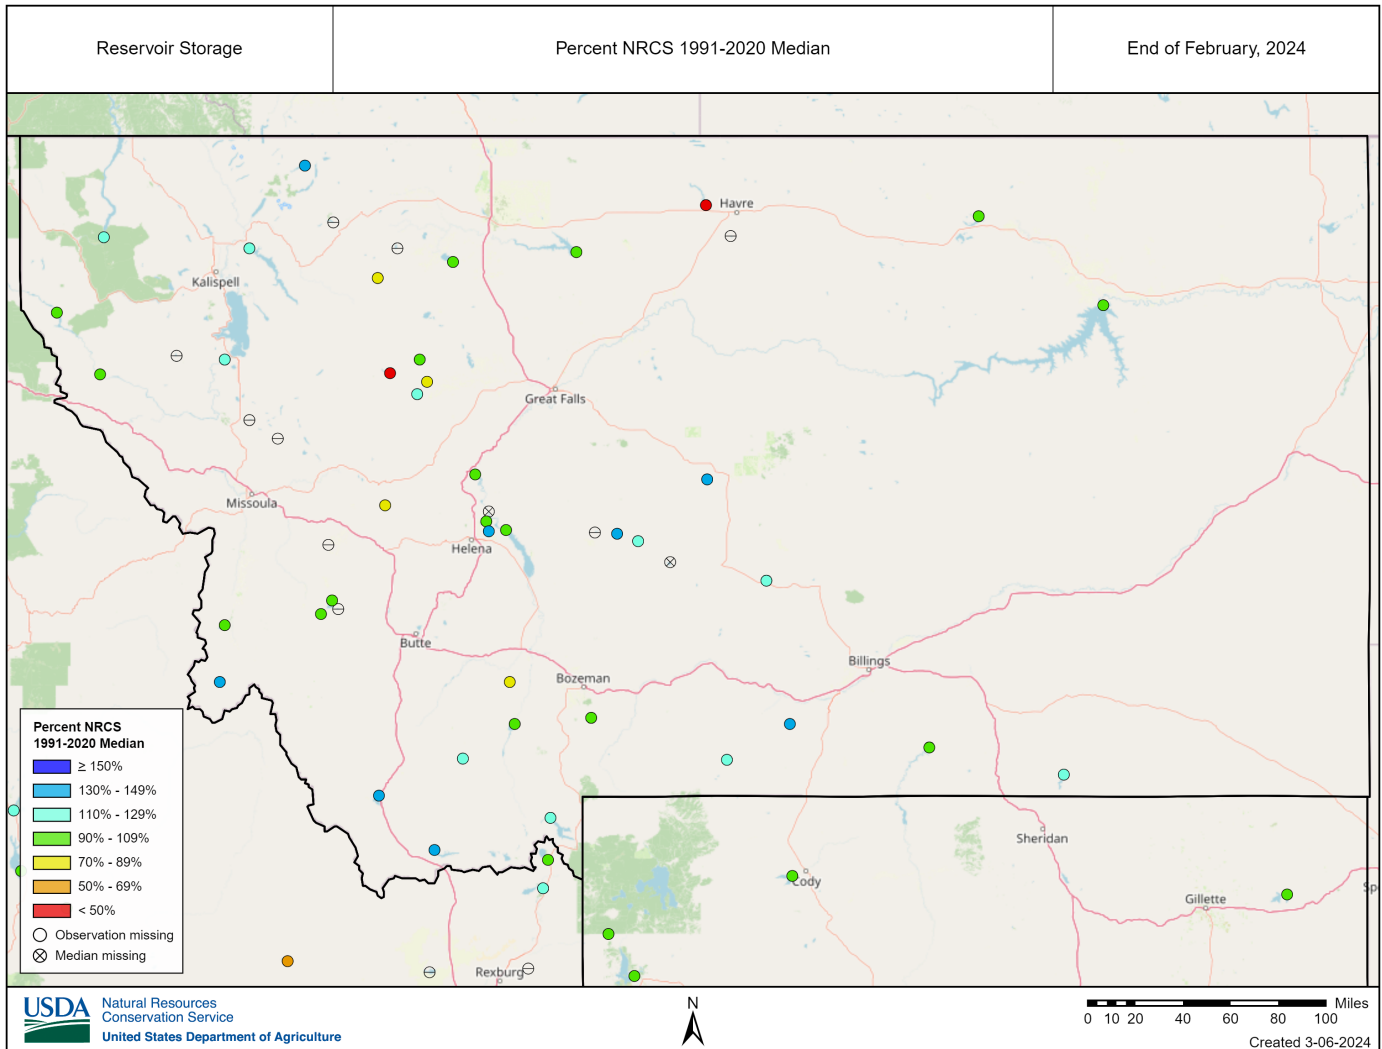 Reservoir Storage
Percent NRCS 1991-2020 Median
End of February, 2024
Havre
Kalispell
Great Falls
Missoula
Helena
Butte
Billings
Bozeman
Percent NRCS
1991-2020 Median
≥ 150%
130% - 149%
110% - 129%
90% - 109%
70% - 89%
50% - 69%
< 50%
Observation missing
Median missing
Sheridan
Cody
Gillette
Sp
Rexburg
USDA
Natural Resources
Conservation Service
United States Department of Agriculture
N
Miles
0 10 20 40 60 80 100
Created 3-06-2024